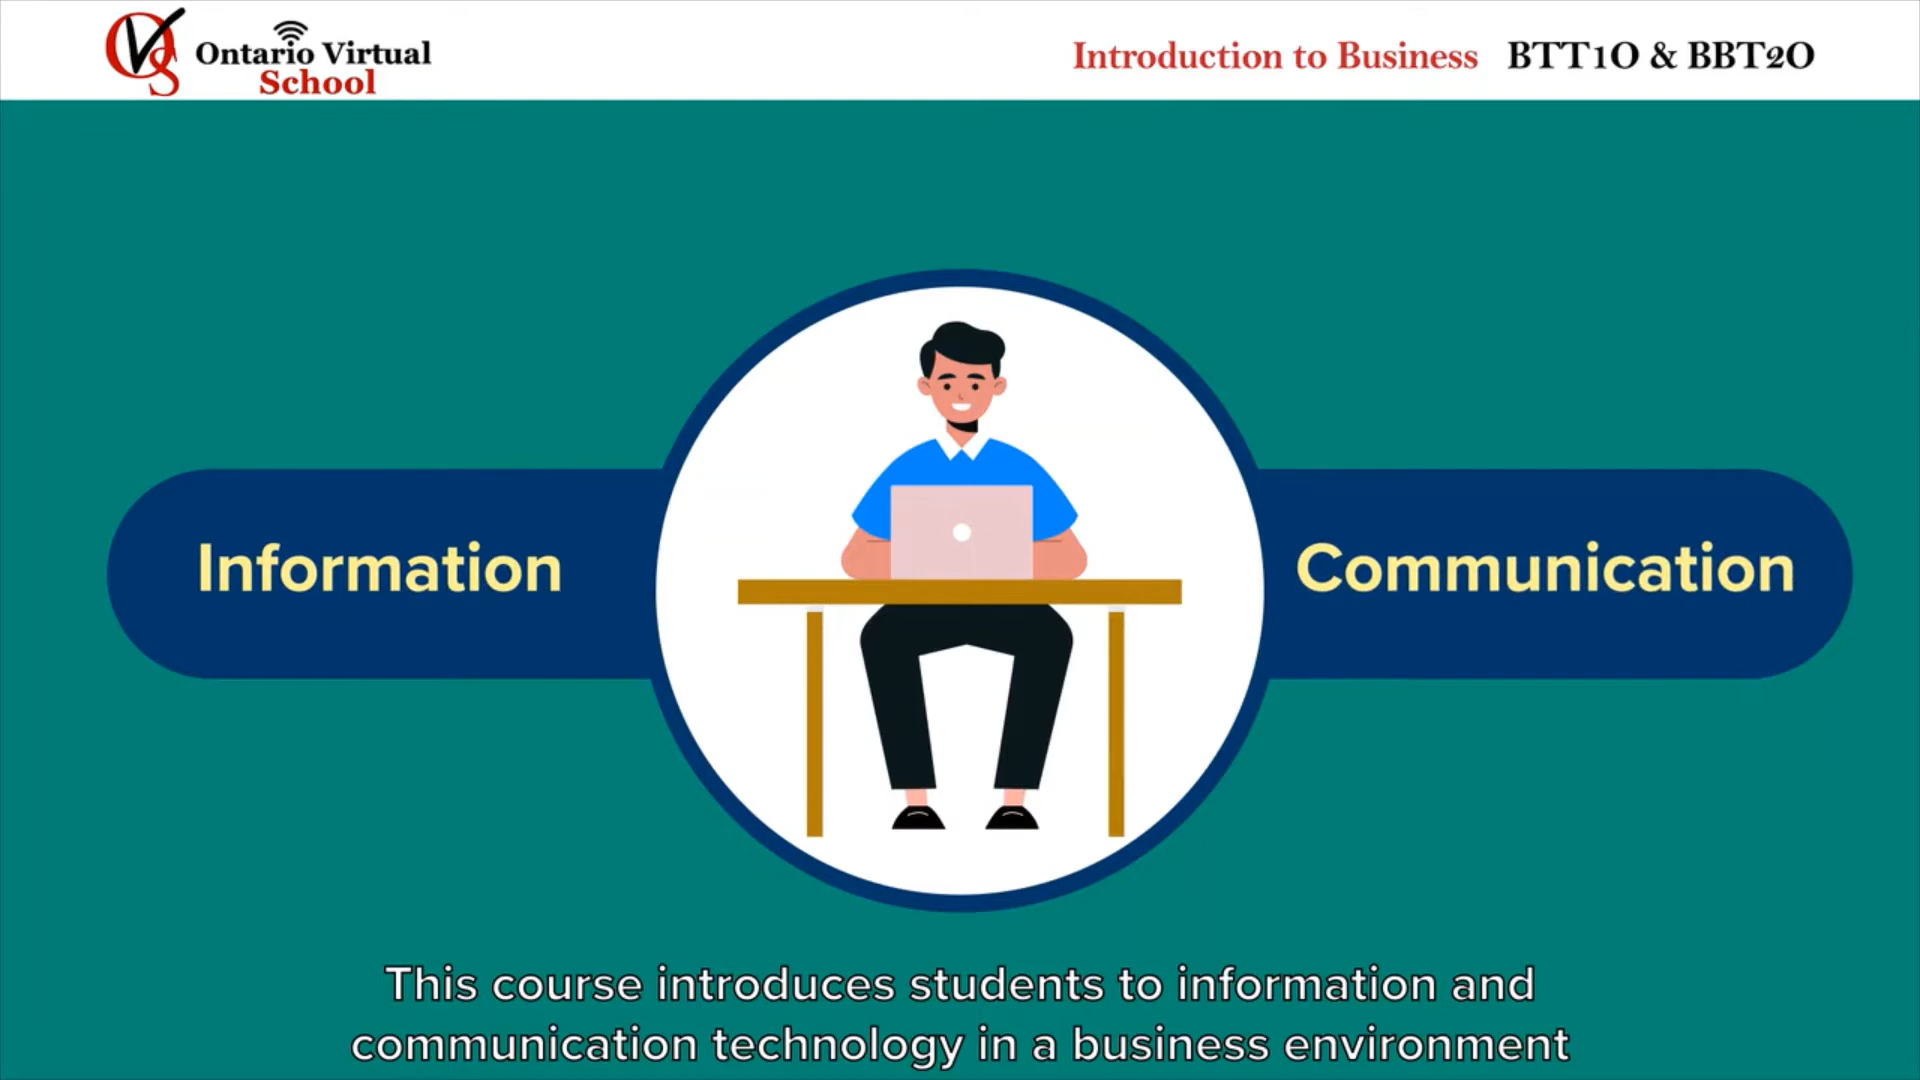 Ontario Virtual
School
Introduction to Business BTT1O & BBT2O
Information
Communication
This course introduces students to information and
communication technology in a business environment